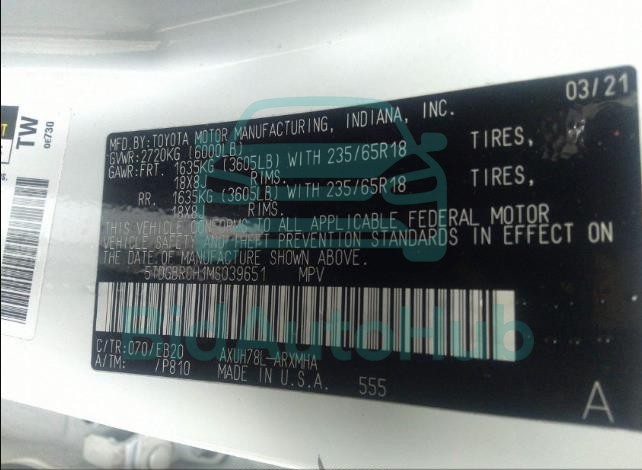 03/21
MFD.BY:TOYOTA MOTOR MANUFACTURING, INDIANA, INC.
GVWR:2720KG (6000LB)
GAWR:FRT. 1635KG (3605LB) WITH 235/65R18 TIRES,
18X8J RIMS.
RR. 1635KG (3605LB) WITH 235/65R18 TIRES,
18X8J RIMS.
THIS VEHICLE CONFORMS TO ALL APPLICABLE FEDERAL MOTOR
VEHICLE SAFETY AND THEFT PREVENTION STANDARDS IN EFFECT ON
THE DATE OF MANUFACTURE SHOWN ABOVE.
MPV
C/TR:070/EB20 AXUH78L-ARXMHA
A/TM: /P810 MADE IN U.S.A. 555
A
TW
0E730
BidAutoHub